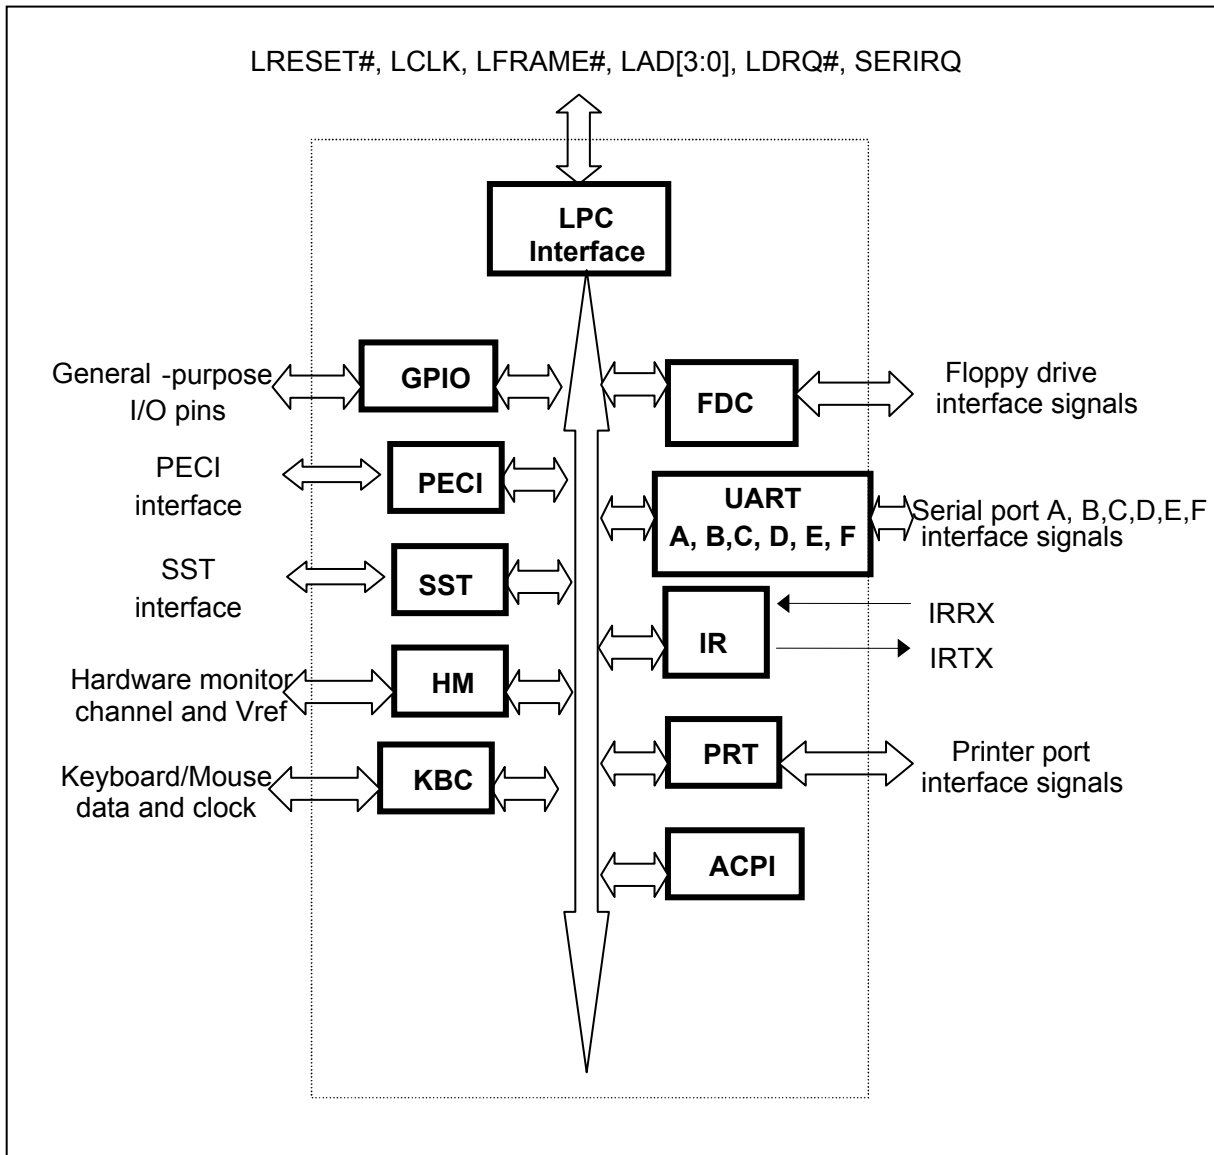 LRESET#, LCLK, LFRAME#, LAD[3:0], LDRQ#, SERIRQ
LPC
Interface
General -purpose
I/O pins
GPIO
FDC
Floppy drive
interface signals
PECI
interface
PECI
UART
A, B,C, D, E, F
Serial port A, B,C,D,E,F
interface signals
SST
interface
SST
IR
IRRX
IRTX
Hardware monitor
channel and Vref
HM
PRT
Printer port
interface signals
Keyboard/Mouse
data and clock
KBC
ACPI